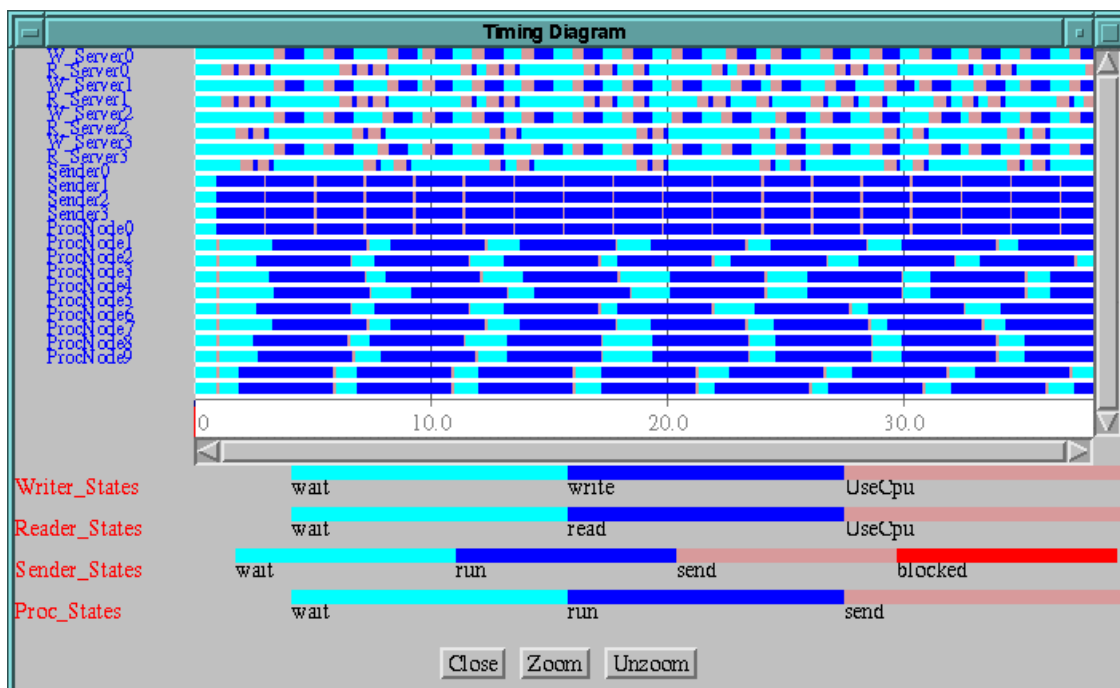 Timing Diagram
W_Server0
R_Server0
W_Server1
R_Server1
W_Server2
R_Server2
W_Server3
R_Server3
Sender0
Sender1
Sender2
Sender3
ProcNode0
ProcNode1
ProcNode2
ProcNode3
ProcNode4
ProcNode5
ProcNode6
ProcNode7
ProcNode8
ProcNode9
0 10.0 20.0 30.0
Writer_States wait write UseCpu
Reader_States wait read UseCpu
Sender_States wait run send blocked
Proc_States wait run send
Close Zoom Unzoom